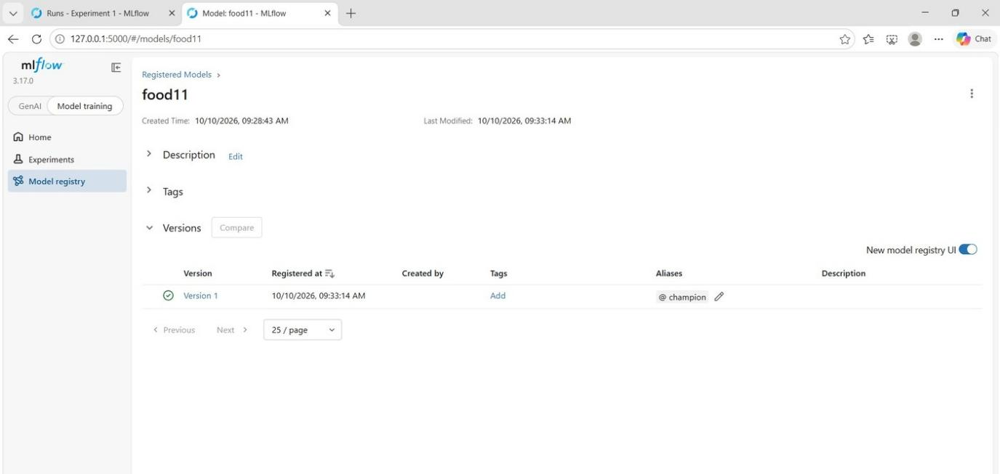 Runs - Experiment 1 - MLflow
Model: food11 - MLflow
127.0.0.1:5000/#/models/food11
Chat
mlflow
3.17.0
GenAI Model training
Home
Experiments
Model registry
Registered Models
food11
Created Time: 10/10/2026, 09:28:43 AM Last Modified: 10/10/2026, 09:33:14 AM
Description Edit
Tags
Versions Compare
New model registry UI
Version Registered at Created by Tags Aliases Description
Version 1 10/10/2026, 09:33:14 AM Add @ champion
Previous Next 25 / page